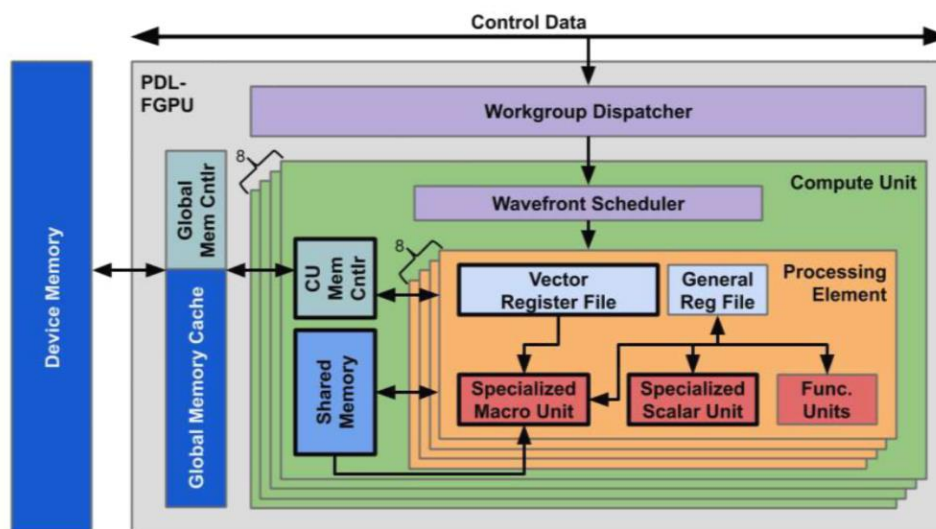 Control Data
PDL-
FGPU
Workgroup Dispatcher
8
Compute Unit
Wavefront Scheduler
Device Memory
Global
Mem Cntlr
Global Memory Cache
CU
Mem
Cntlr
Shared
Memory
8
Processing
Element
Vector
Register File
General
Reg File
Specialized
Macro Unit
Specialized
Scalar Unit
Func.
Units